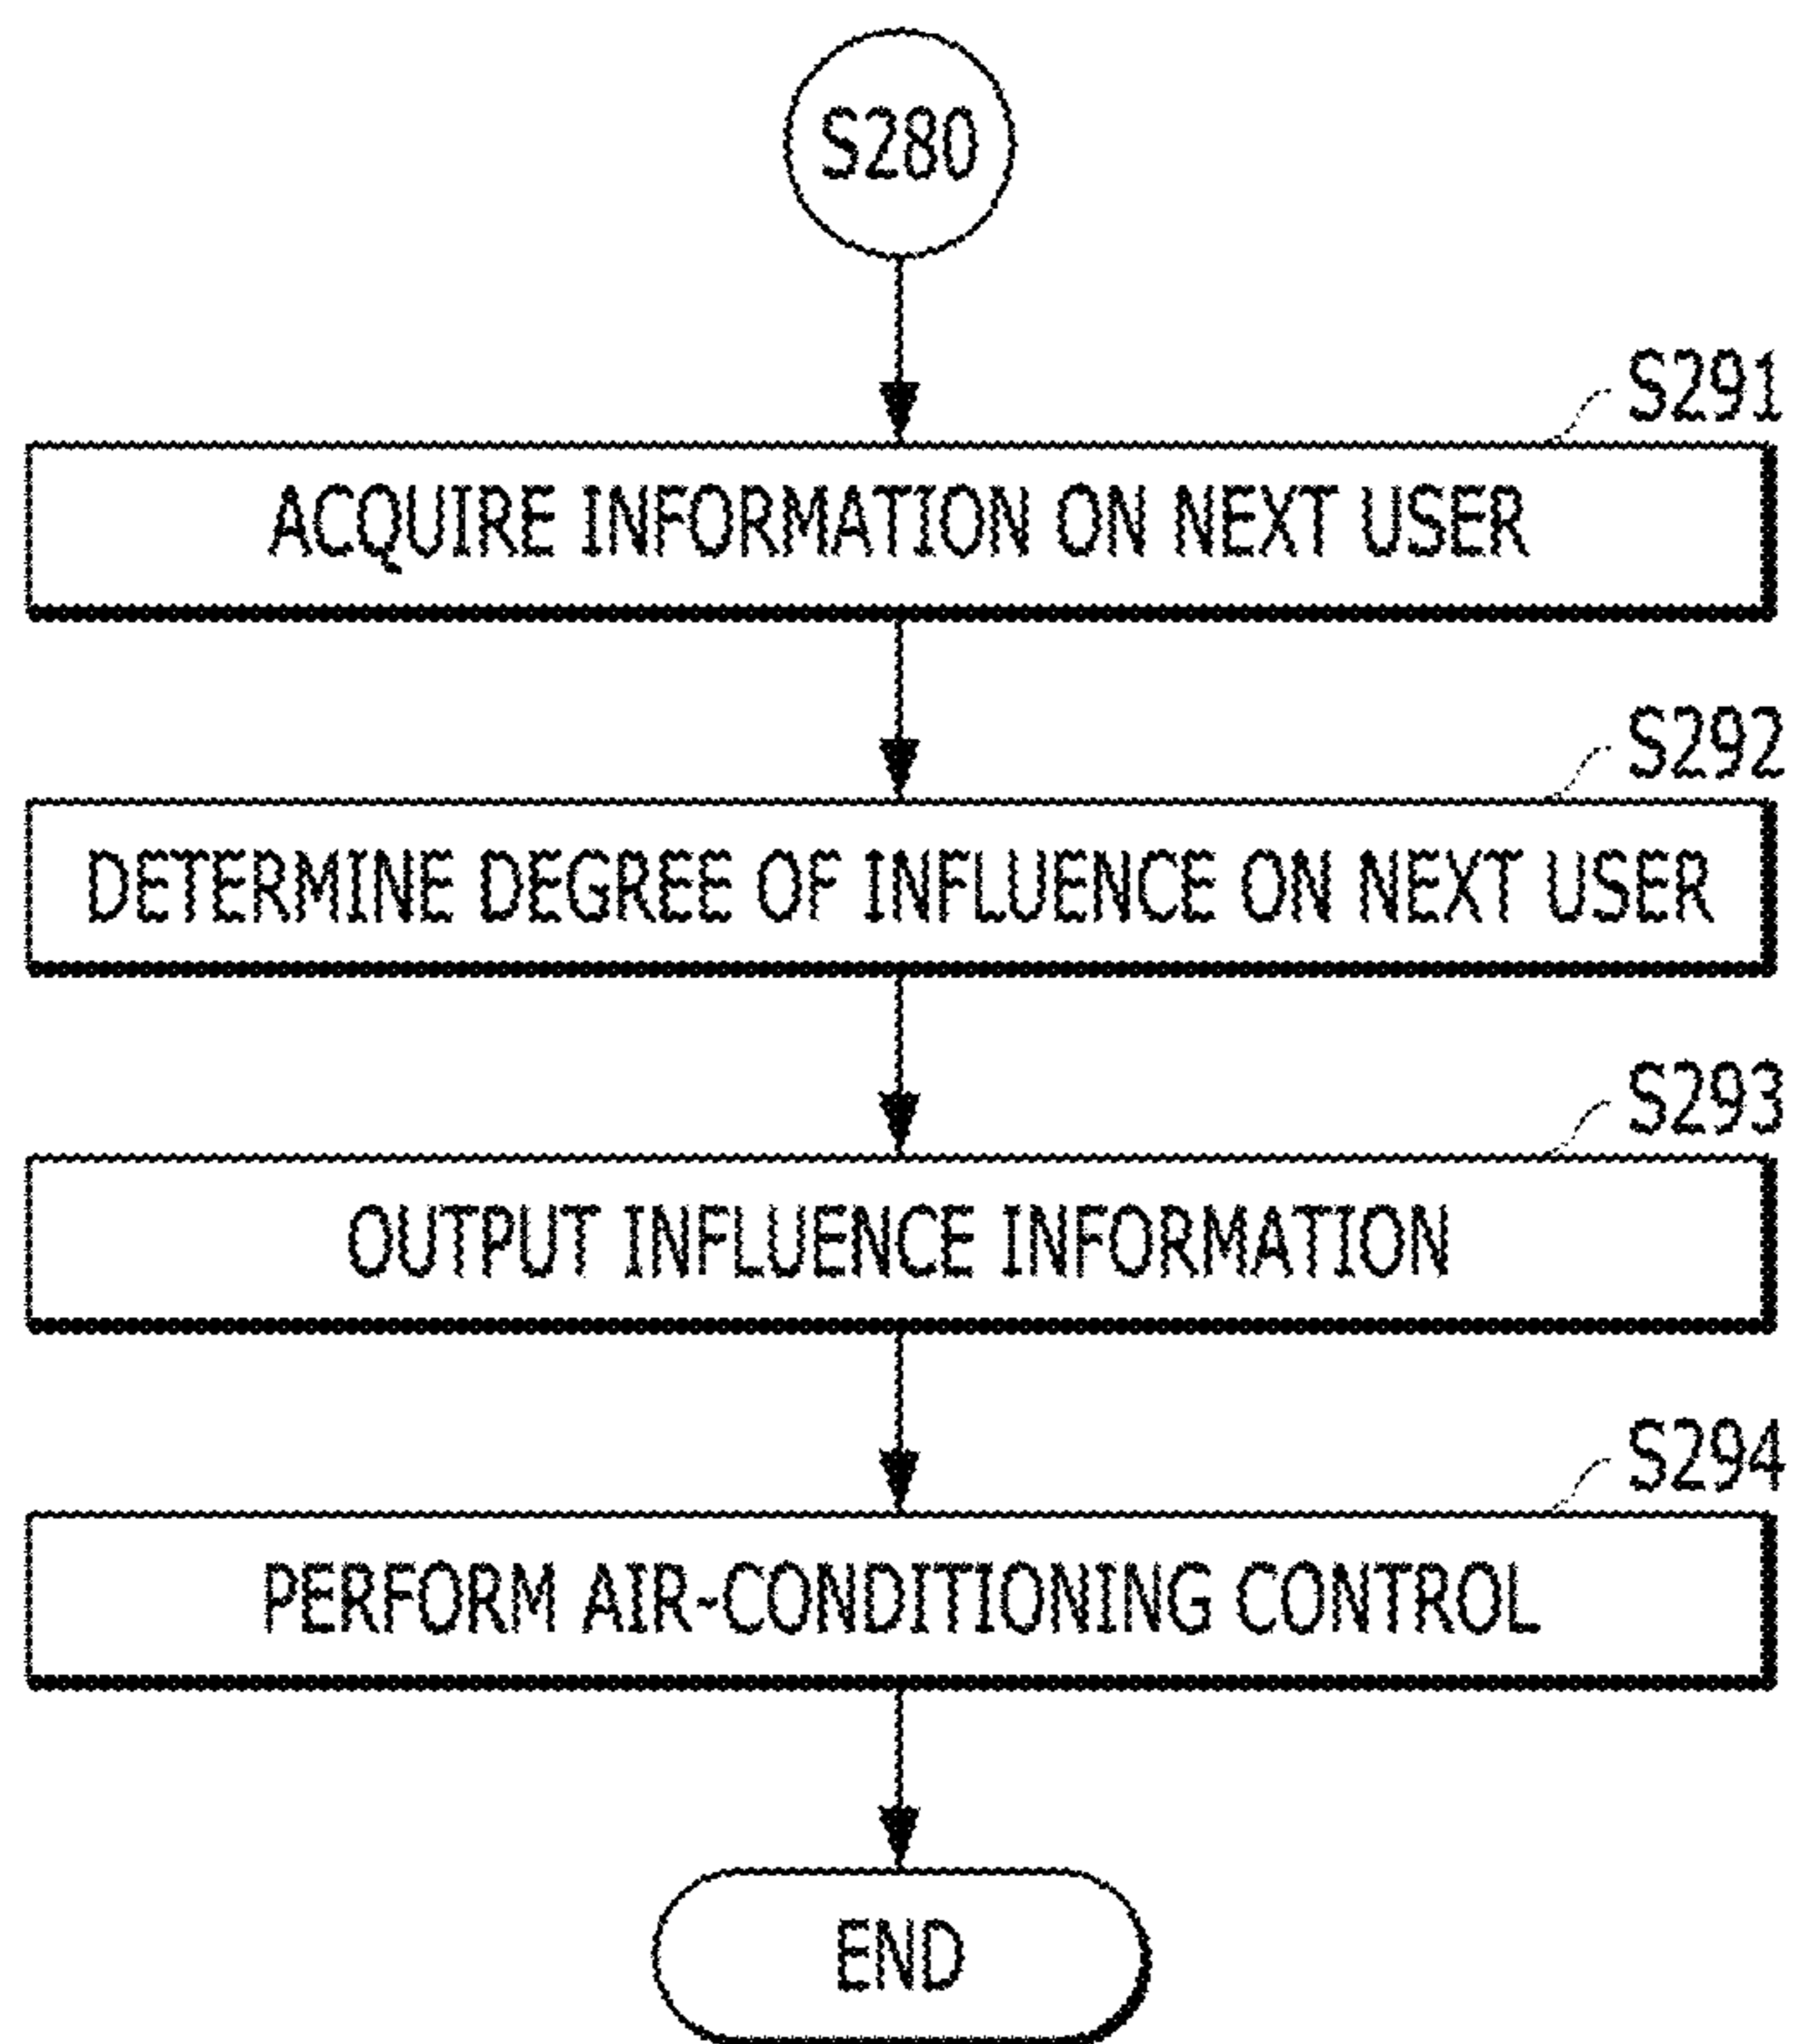 S280
S291
ACQUIRE INFORMATION ON NEXT USER
S292
DETERMINE DEGREE OF INFLUENCE ON NEXT USER
S293
OUTPUT INFLUENCE INFORMATION
S294
PERFORM AIR-CONDITIONING CONTROL
END